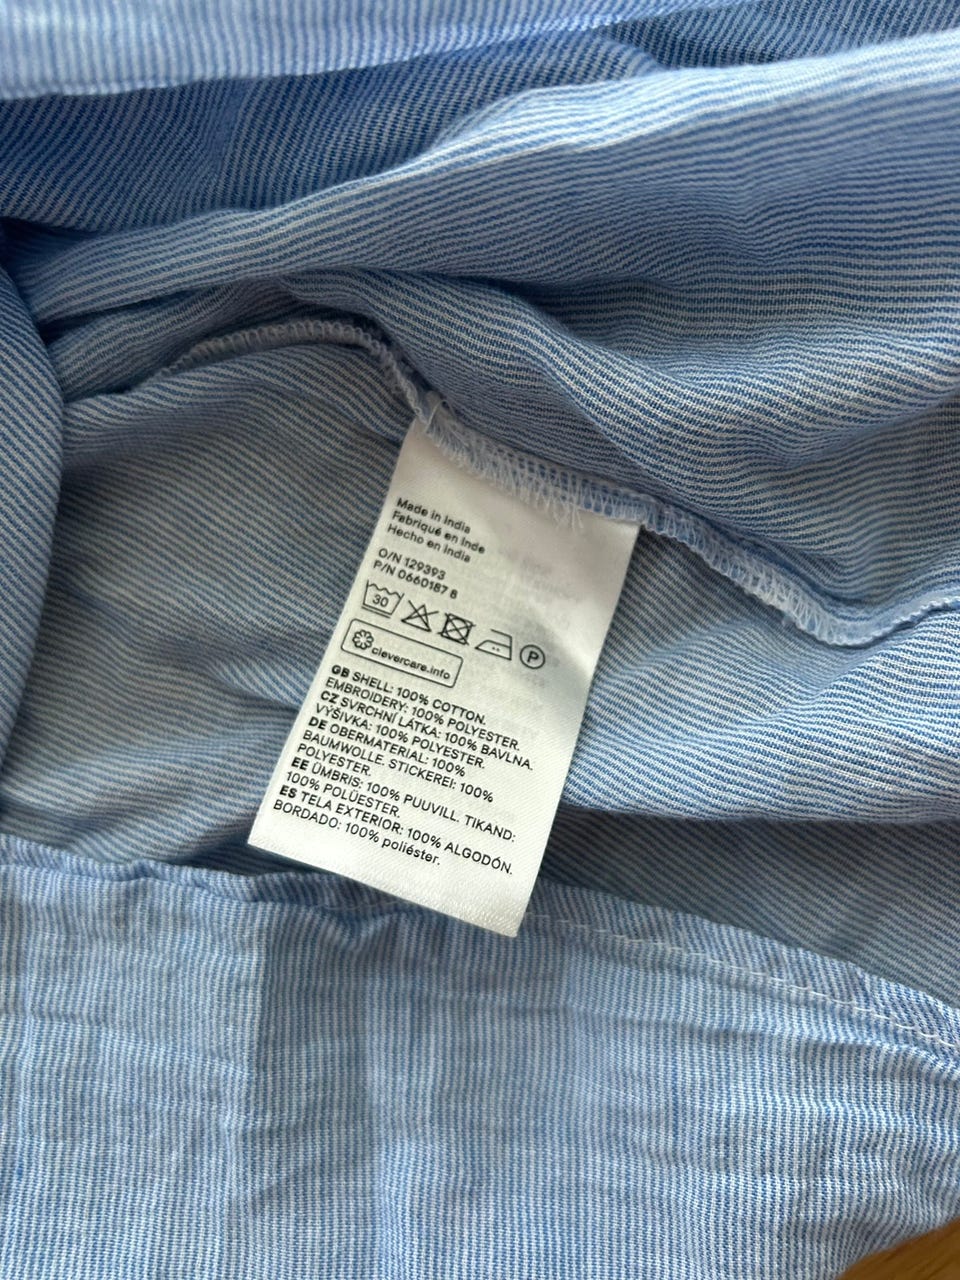 Made in India
Fabriqué en Inde
Hecho en India
O/N 129393
P/N 0660187 8
30
P
clevercare.info
GB SHELL: 100% COTTON.
EMBROIDERY: 100% POLYESTER.
CZ SVRCHNÍ LÁTKA: 100% BAVLNA.
VÝŠIVKA: 100% POLYESTER.
DE OBERMATERIAL: 100%
BAUMWOLLE. STICKEREI: 100%
POLYESTER.
EE ÜMBRIS: 100% PUUVILL. TIKAND:
100% POLÜESTER.
ES TELA EXTERIOR: 100% ALGODÓN.
BORDADO: 100% poliéster.